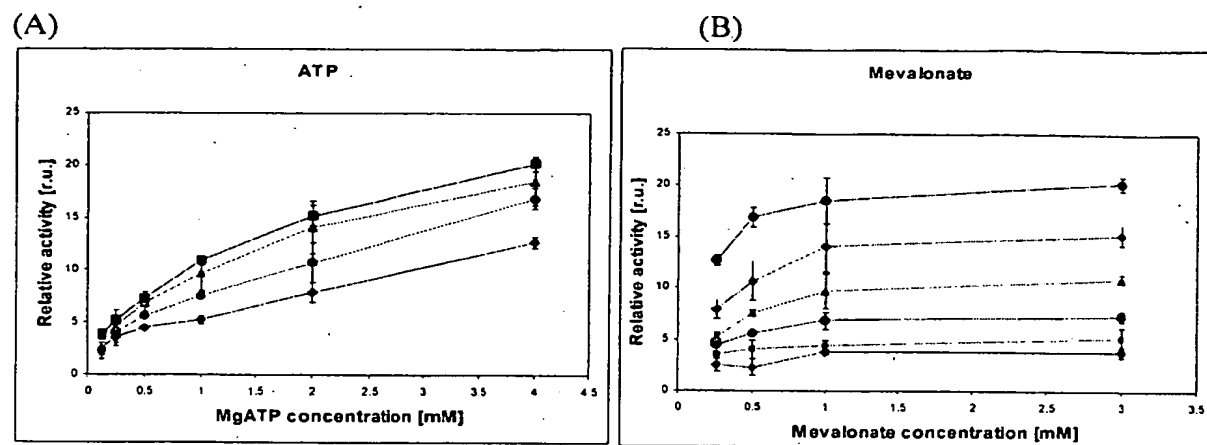 (A)
ATP
Relative activity [r.u.]
25
20
15
10
5
0
0 0.5 1 1.5 2 2.5 3 3.5 4 4.5
MgATP concentration [mM]
(B)
Mevalonate
Relative activity [r.u.]
25
20
15
10
5
0
0 0.5 1 1.5 2 2.5 3 3.5
Mevalonate concentration [mM]